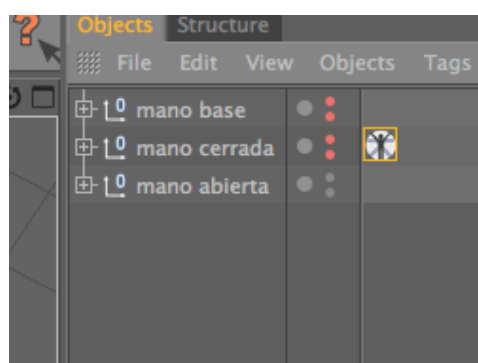 Objects Structure
File Edit View Objects Tags
mano base
mano cerrada
mano abierta